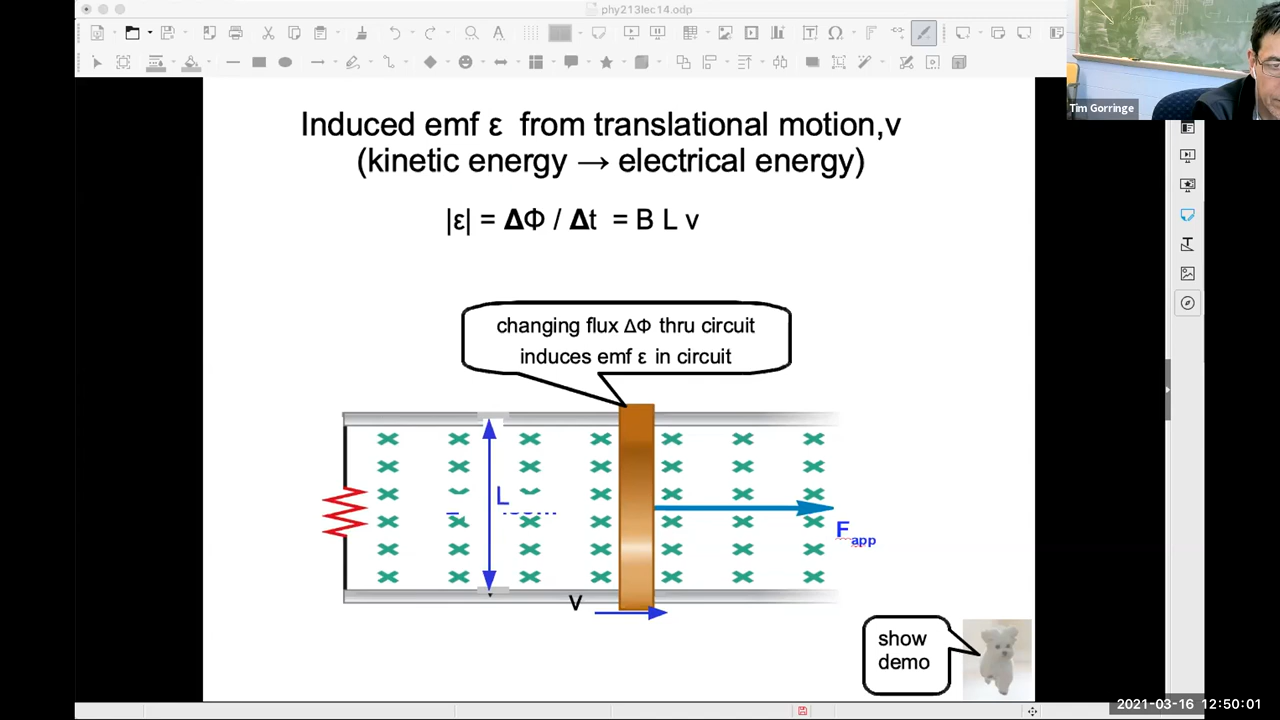 phy213lec14.odp
Tim Gorringe
Induced emf ε from translational motion,v
(kinetic energy → electrical energy)
|ε| = ΔΦ / Δt = B L v
changing flux ΔΦ thru circuit
induces emf ε in circuit
L
F app
v
show
demo
2021-03-16 12:50:01